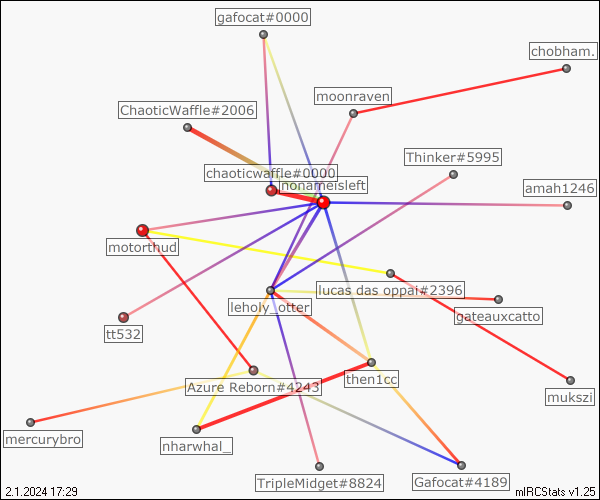 gafocat#0000
chobham.
moonraven
ChaoticWaffle#2006
Thinker#5995
chaoticwaffle#0000
nonameisleft
amah1246
motorthud
lucas das oppai#2396
leholy_otter
gateauxcatto
tt532
then1cc
Azure Reborn#4243
mukszi
mercurybro
nharwhal_
TripleMidget#8824
Gafocat#4189
2.1.2024 17:29
mIRCStats v1.25